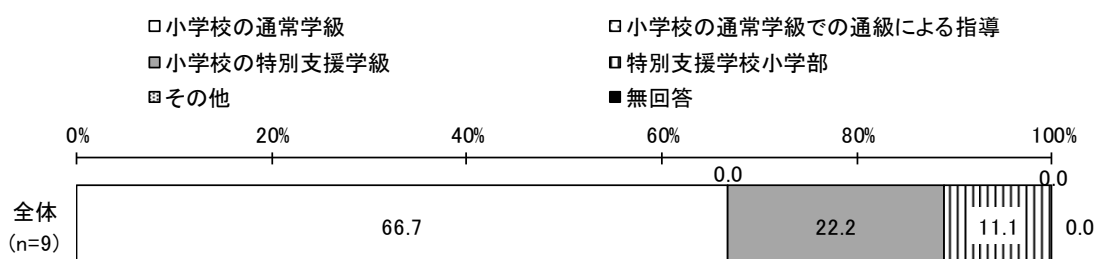 小学校の通常学級 小学校の通常学級での通級による指導
小学校の特別支援学級 特別支援学校小学部
その他 無回答
0% 20% 40% 60% 80% 100%
0.0 0.0
全体 66.7 22.2 11.1 0.0
(n=9)